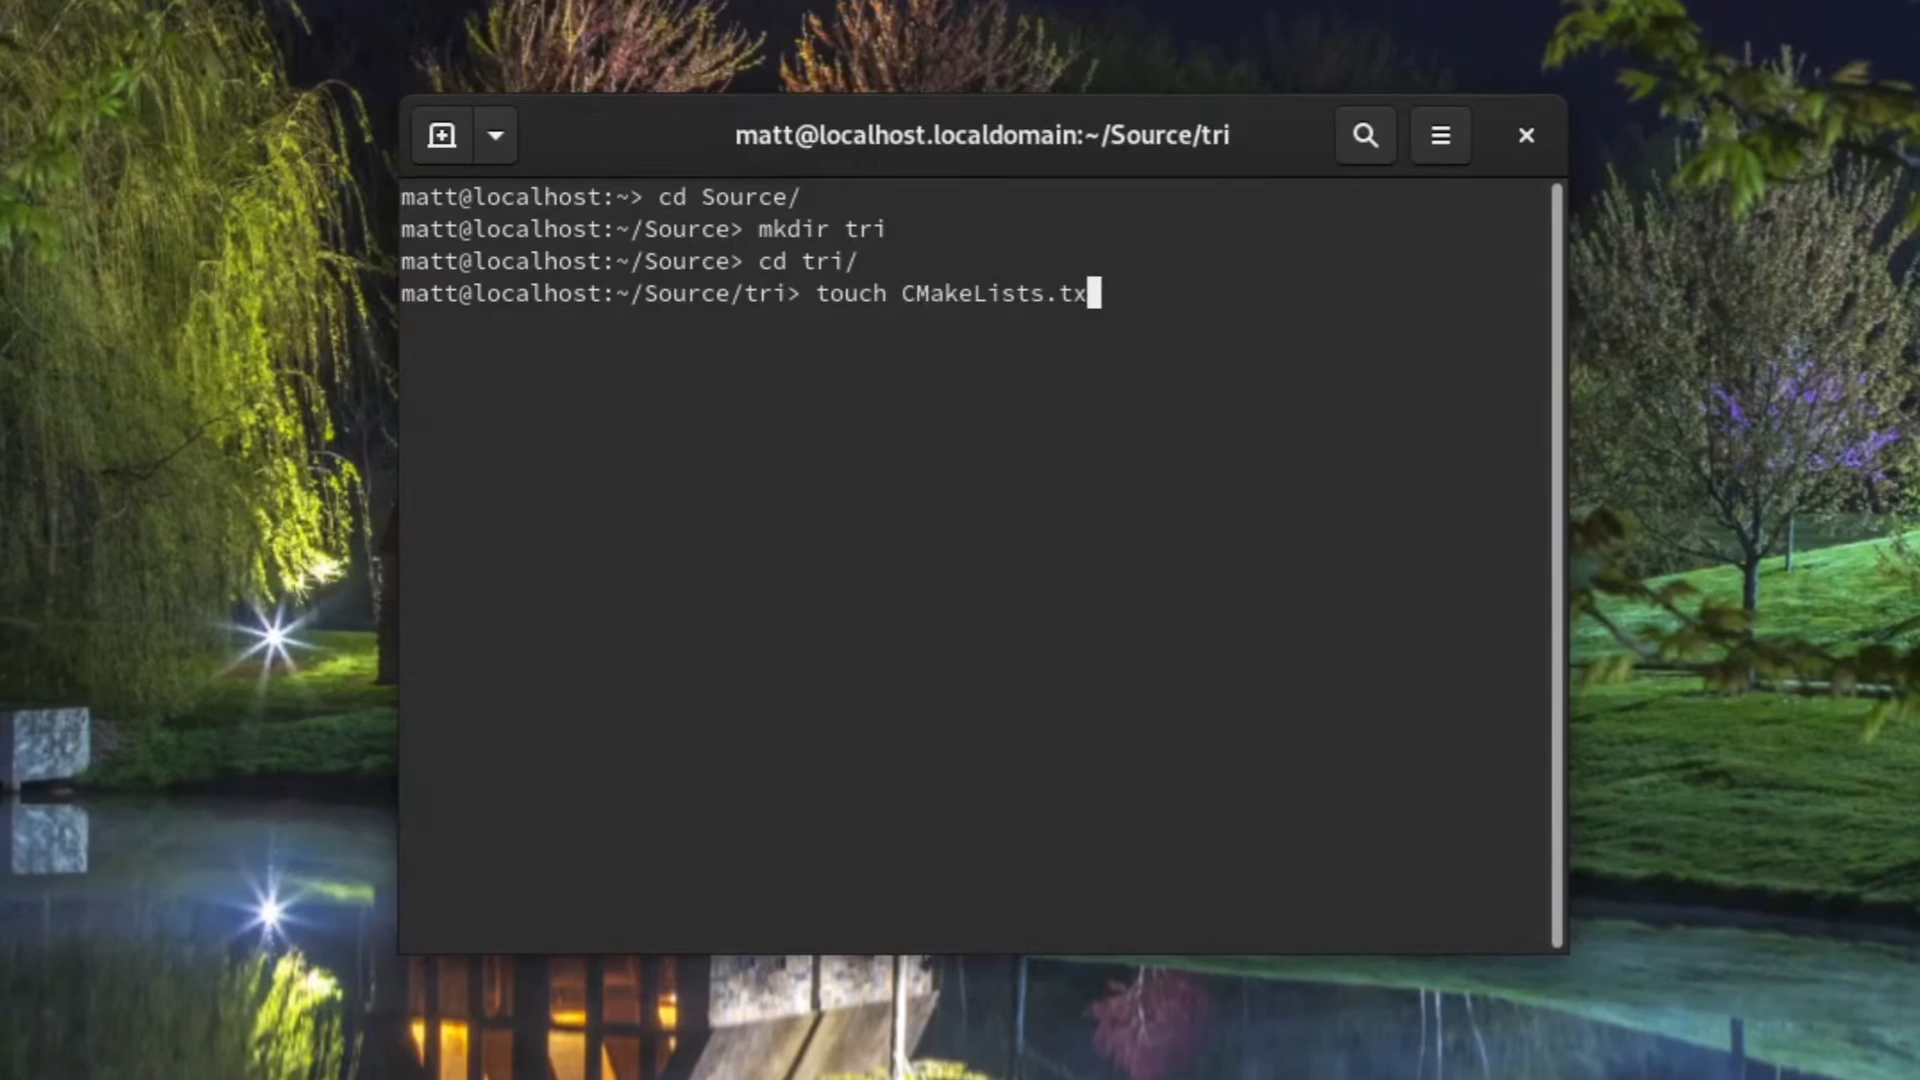 matt@localhost.localdomain:~/Source/tri
matt@localhost:~> cd Source/
matt@localhost:~/Source> mkdir tri
matt@localhost:~/Source> cd tri/
matt@localhost:~/Source/tri> touch CMakeLists.tx